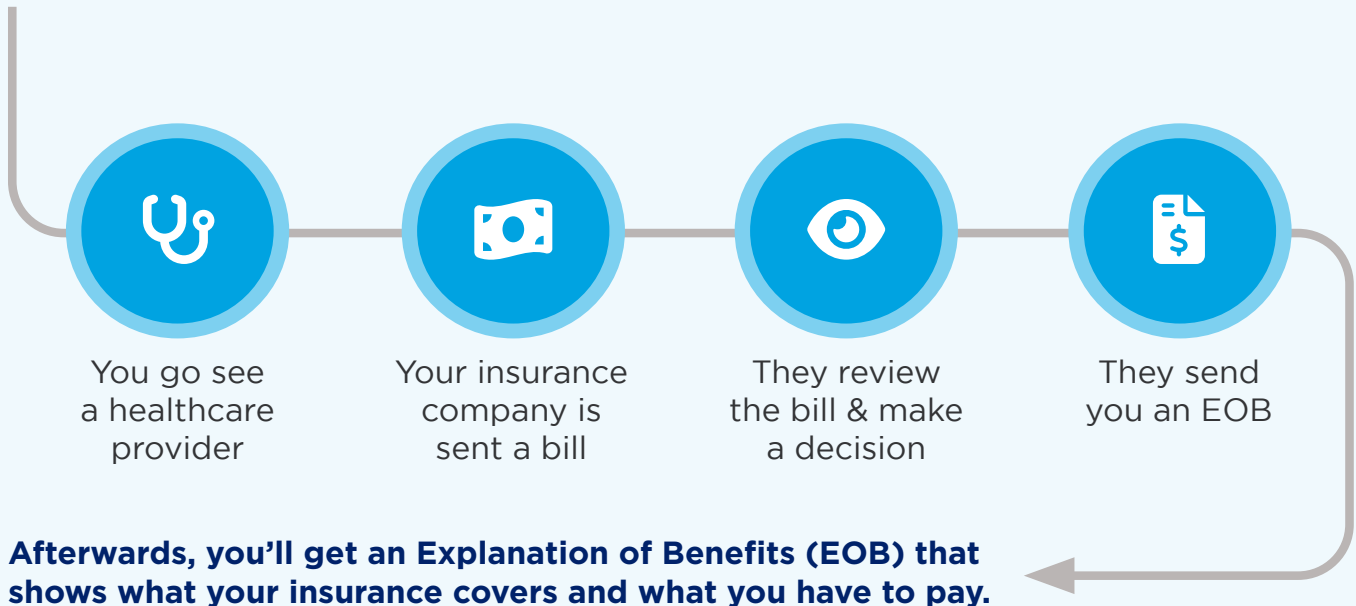 You go see
a healthcare
provider
Your insurance
company is
sent a bill
They review
the bill & make
a decision
They send
you an EOB
$
Afterwards, you’ll get an Explanation of Benefits (EOB) that
shows what your insurance covers and what you have to pay.